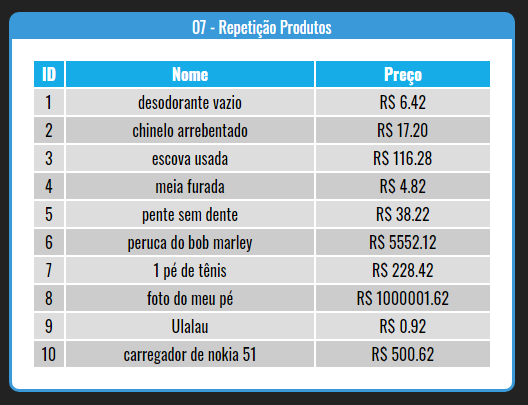 07 - Repetição Produtos
ID Nome Preço
1 desodorante vazio R$ 6.42
2 chinelo arrebentado R$ 17.20
3 escova usada R$ 116.28
4 meia furada R$ 4.82
5 pente sem dente R$ 38.22
6 peruca do bob marley R$ 5552.12
7 1 pé de tênis R$ 228.42
8 foto do meu pé R$ 1000001.62
9 Ulalau R$ 0.92
10 carregador de nokia 51 R$ 500.62